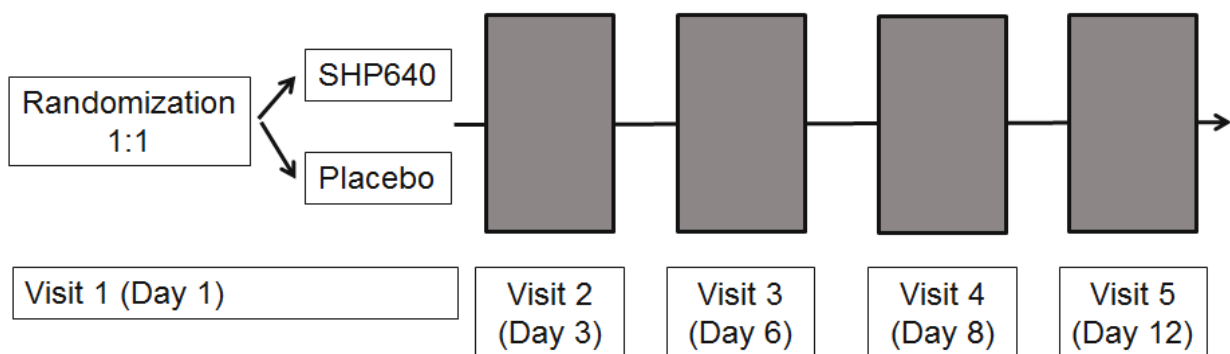 Randomization
1:1
SHP640
Placebo
Visit 1 (Day 1)
Visit 2
(Day 3)
Visit 3
(Day 6)
Visit 4
(Day 8)
Visit 5
(Day 12)